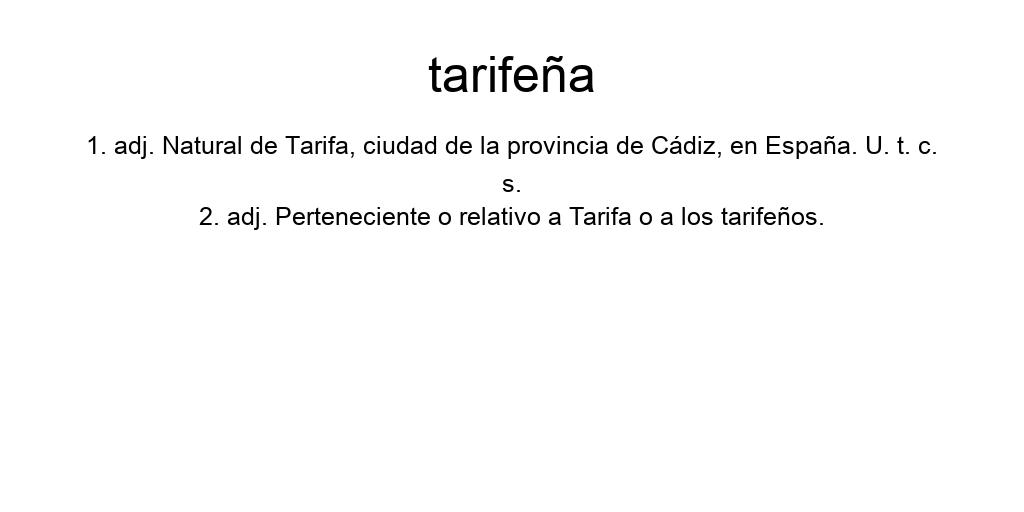 tarifeña
1. adj. Natural de Tarifa, ciudad de la provincia de Cádiz, en España. U. t. c.
s.
2. adj. Perteneciente o relativo a Tarifa o a los tarifeños.